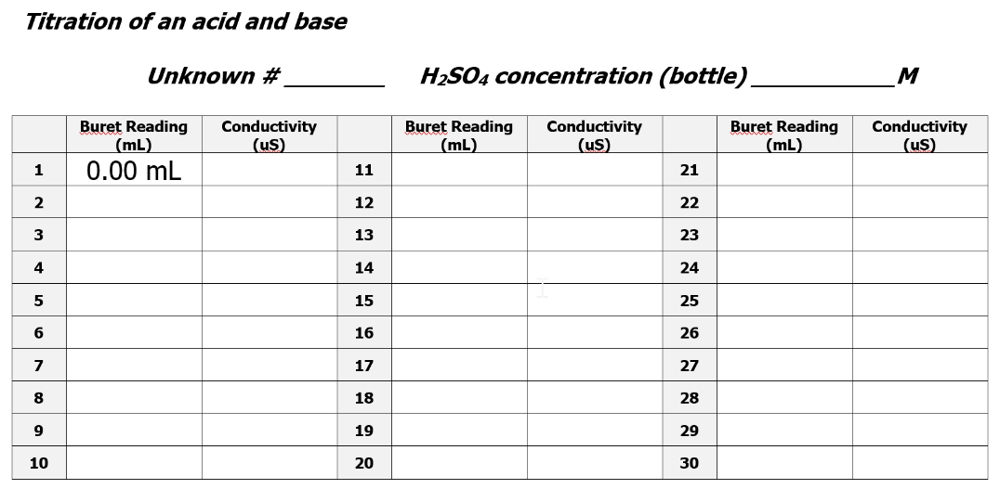 Titration of an acid and base
Unknown # ________ H₂SO₄ concentration (bottle) ____________ M
Buret Reading (mL) Conductivity (uS) Buret Reading (mL) Conductivity (uS) Buret Reading (mL) Conductivity (uS)
1 0.00 mL 11 21
2 12 22
3 13 23
4 14 24
5 15 25
6 16 26
7 17 27
8 18 28
9 19 29
10 20 30